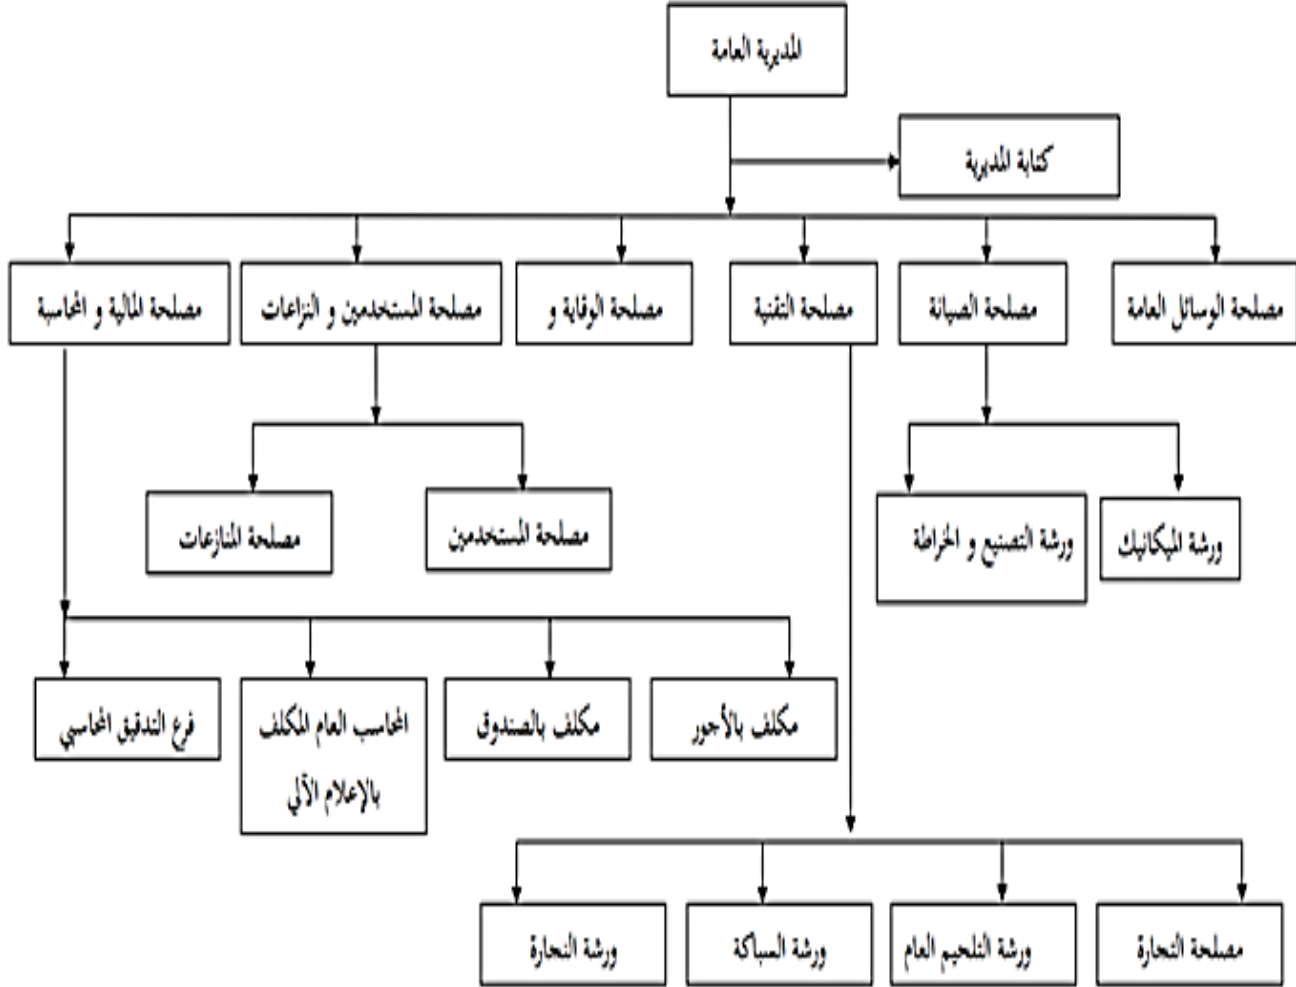 المديرية العامة
كتابة المديرية
مصلحة الوسائل العامة
مصلحة الصيانة
مصلحة التقنية
مصلحة الوقاية و
مصلحة المستخدمين و النزاعات
مصلحة المالية و المحاسبة
ورشة الميكانيك
ورشة التصنيع و الخراطة
مصلحة المستخدمين
مصلحة المنازعات
مكلف بالأجور
مكلف بالصندوق
المحاسب العام المكلف
بالإعلام الآلي
فرع التدقيق المحاسبي
مصلحة النحارة
ورشة التلحيم العام
ورشة السباكة
ورشة النحارة